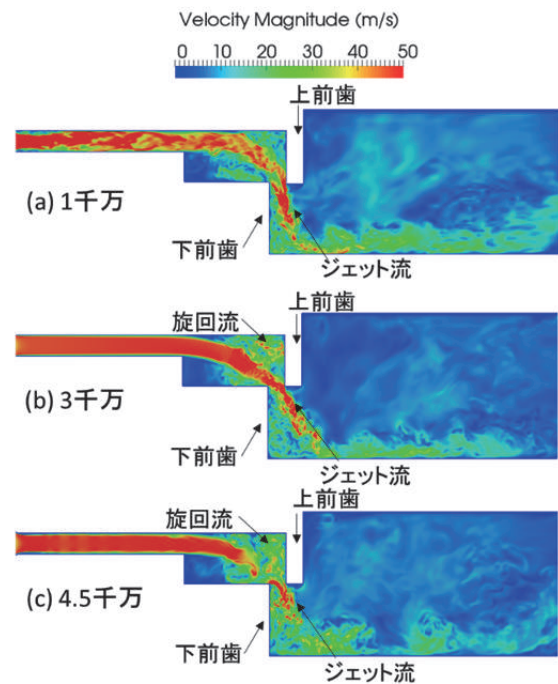 Velocity Magnitude (m/s)
0 10 20 30 40 50
上前歯
(a) 1千万
下前歯
ジェット流
上前歯
旋回流
(b) 3千万
下前歯
ジェット流
上前歯
旋回流
(c) 4.5千万
下前歯
ジェット流